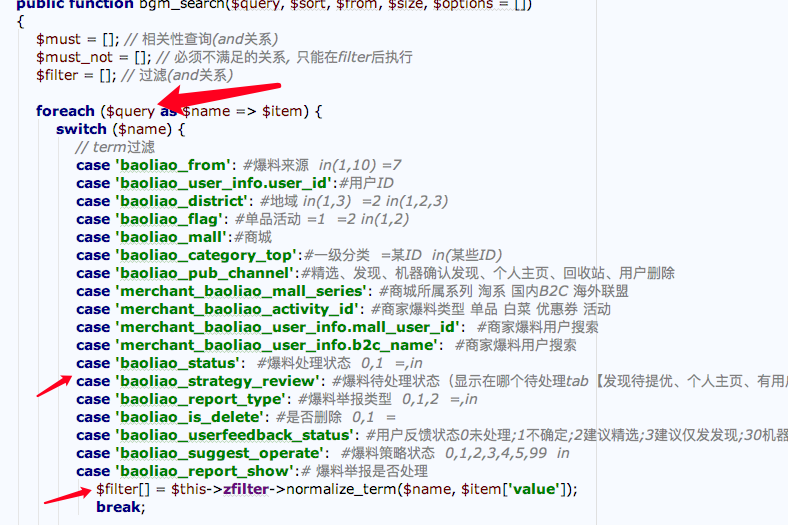 public function bgm_search($query, $sort, $from, $size, $options = [])
{
$must = []; // 相关性查询(and关系)
$must_not = []; // 必须不满足的关系, 只能在filter后执行
$filter = []; // 过滤(and关系)
foreach ($query as $name => $item) {
switch ($name) {
// term过滤
case 'baoliao_from': #爆料来源 in(1,10) =7
case 'baoliao_user_info.user_id':#用户ID
case 'baoliao_district': #地域 in(1,3) =2 in(1,2,3)
case 'baoliao_flag': #单品活动 =1 =2 in(1,2)
case 'baoliao_mall':#商城
case 'baoliao_category_top':#一级分类 =某ID in(某些ID)
case 'baoliao_pub_channel':#精选、发现、机器确认发现、个人主页、回收站、用户删除
case 'merchant_baoliao_mall_series': #商城所属系列 淘系 国内B2C 海外联盟
case 'merchant_baoliao_activity_id': #商家爆料类型 单品 白菜 优惠券 活动
case 'merchant_baoliao_user_info.mall_user_id': #商家爆料用户搜索
case 'merchant_baoliao_user_info.b2c_name': #商家爆料用户搜索
case 'baoliao_status': #爆料处理状态 0,1 =,in
case 'baoliao_strategy_review': #爆料待处理状态（显示在哪个待处理tab【发现待提优、个人主页、有用户
case 'baoliao_report_type': #爆料举报类型 0,1,2 =,in
case 'baoliao_is_delete': #是否删除 0,1 =
case 'baoliao_userfeedback_status': #用户反馈状态0未处理;1不确定;2建议精选;3建议仅发发现;30机器
case 'baoliao_suggest_operate': #爆料策略状态 0,1,2,3,4,5,99 in
case 'baoliao_report_show':# 爆料举报是否处理
$filter[] = $this->zfilter->normalize_term($name, $item['value']);
break;